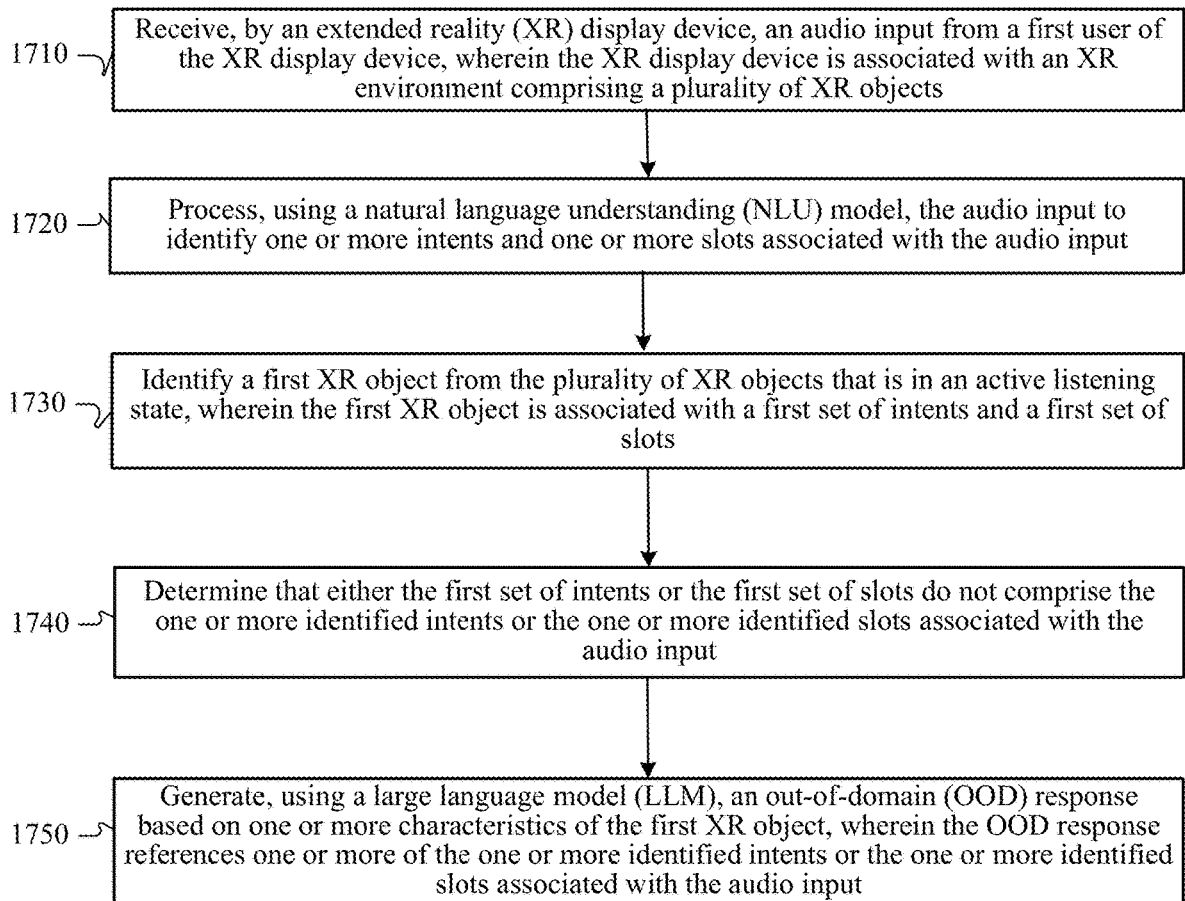 1710
Receive, by an extended reality (XR) display device, an audio input from a first user of
the XR display device, wherein the XR display device is associated with an XR
environment comprising a plurality of XR objects
1720
Process, using a natural language understanding (NLU) model, the audio input to
identify one or more intents and one or more slots associated with the audio input
1730
Identify a first XR object from the plurality of XR objects that is in an active listening
state, wherein the first XR object is associated with a first set of intents and a first set of
slots
1740
Determine that either the first set of intents or the first set of slots do not comprise the
one or more identified intents or the one or more identified slots associated with the
audio input
1750
Generate, using a large language model (LLM), an out-of-domain (OOD) response
based on one or more characteristics of the first XR object, wherein the OOD response
references one or more of the one or more identified intents or the one or more identified
slots associated with the audio input